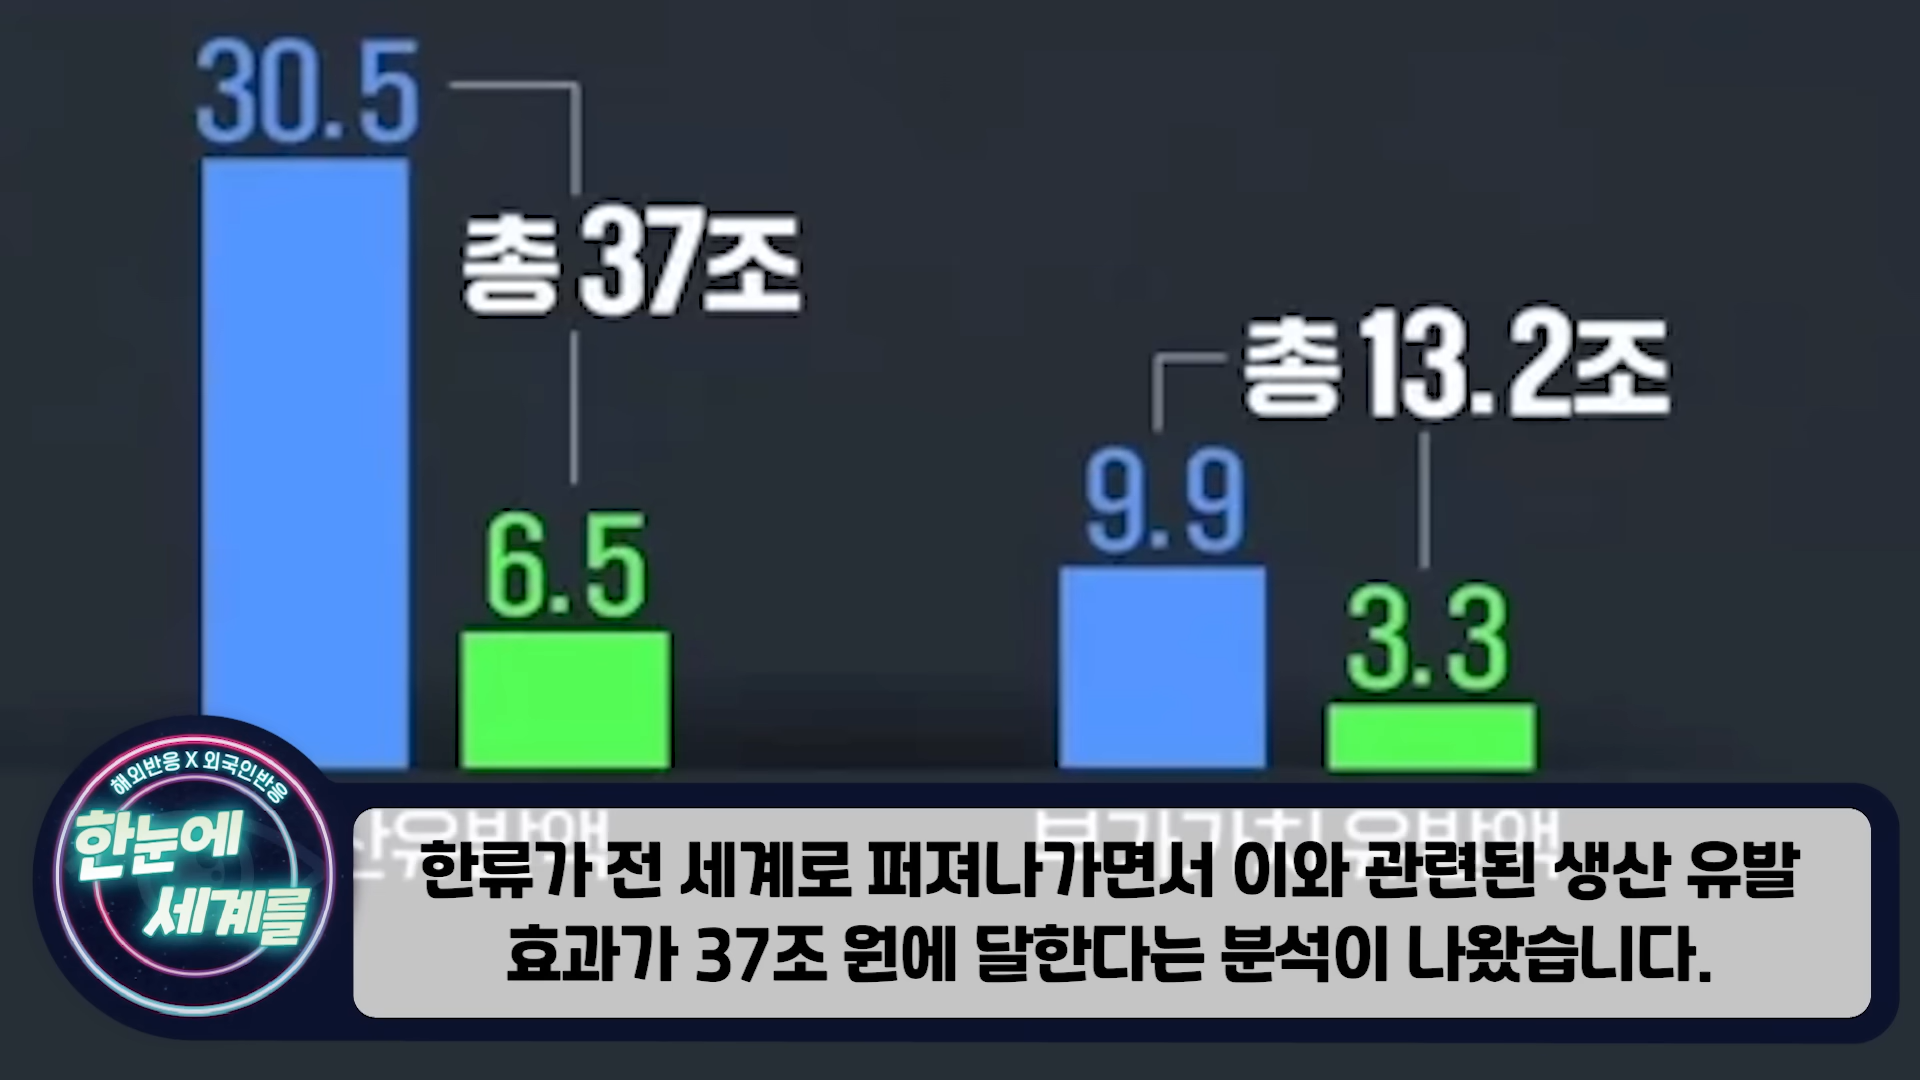 30.5
총 37조
총 13.2조
9.9
6.5
3.3
해외반응 X 외국인반응
한눈에
세계를
한류가 전 세계로 퍼져나가면서 이와 관련된 생산 유발
효과가 37조 원에 달한다는 분석이 나왔습니다.